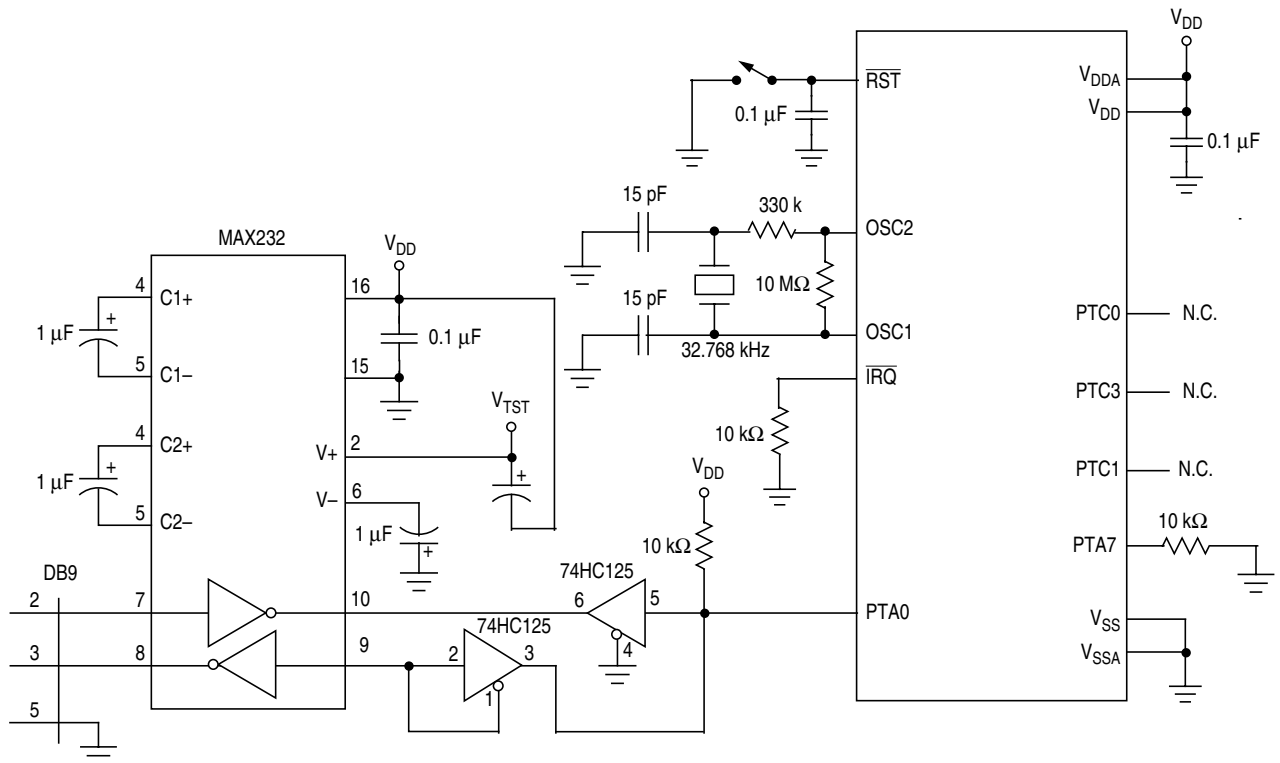 V_DD
V_DDA
V_DD
0.1 µF
RST
0.1 µF
15 pF
330 k
OSC2
10 MΩ
15 pF
OSC1
32.768 kHz
IRQ
10 kΩ
PTC0
N.C.
PTC3
N.C.
PTC1
N.C.
PTA7
10 kΩ
V_SS
V_SSA
PTA0
MAX232
V_DD
4
C1+
16
1 µF
+
0.1 µF
5
C1–
15
V_TST
4
C2+
V+
2
1 µF
+
+
5
C2–
V–
6
1 µF
+
V_DD
10 kΩ
DB9
74HC125
2
7
10
6
5
4
74HC125
3
8
9
2
3
1
5